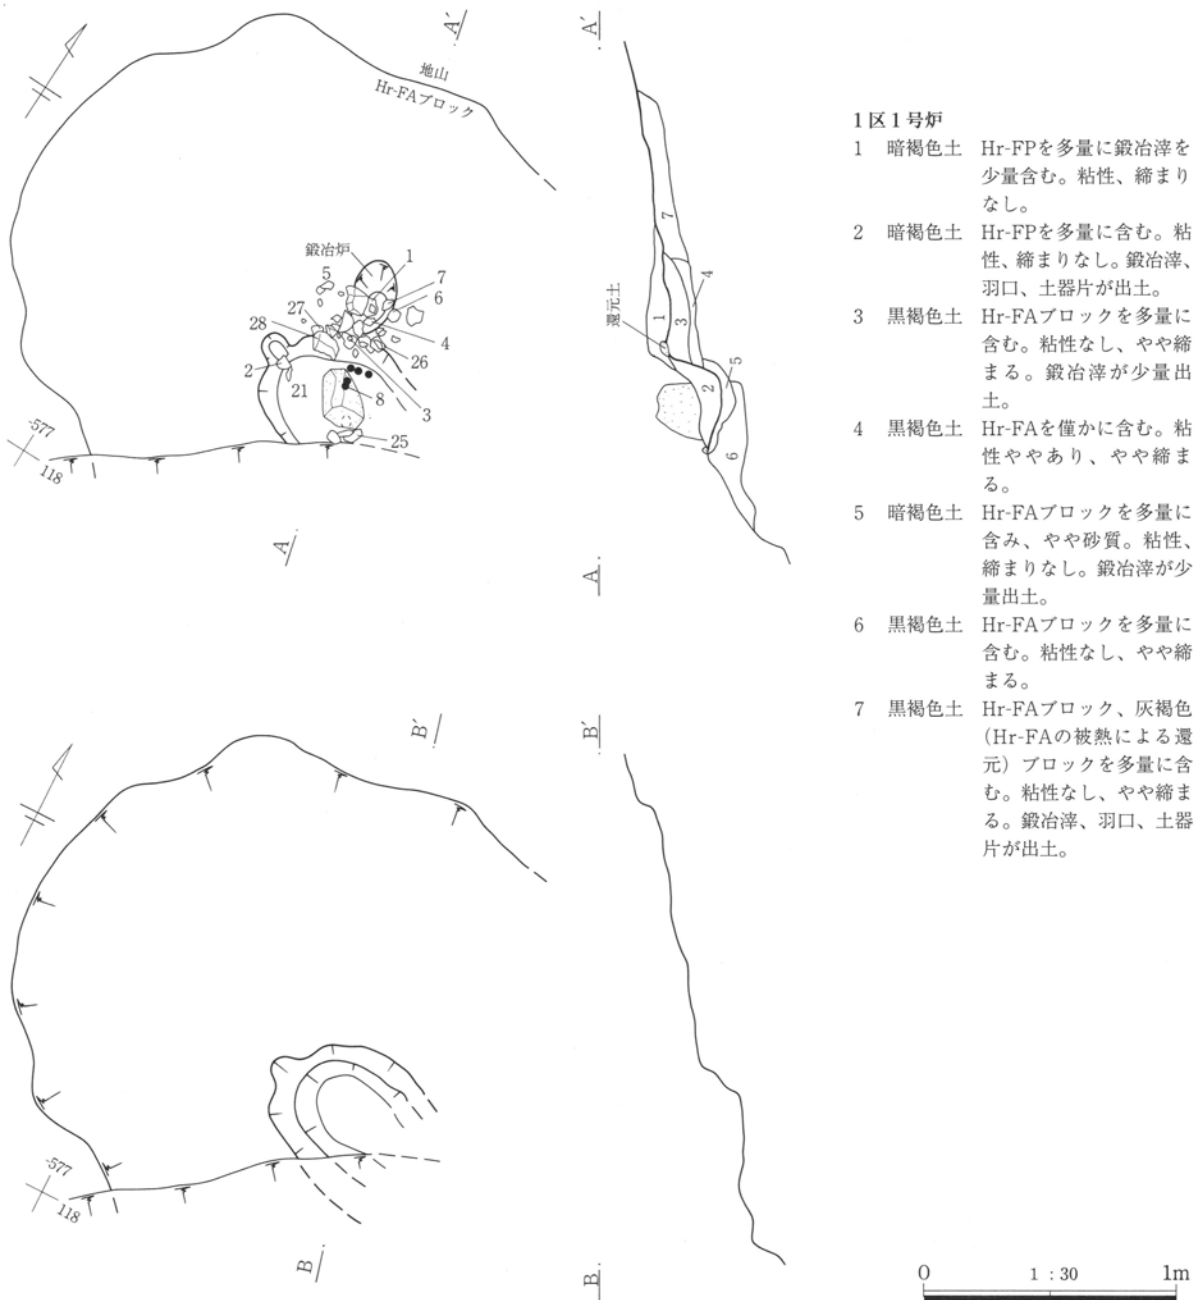 A′
A′
地山
Hr-FAブロック
鍛冶炉
1
5
7
6
27
28
4
2
26
21
8
3
25
-577
118
A
7
4
還元土
1
3
5
2
6
A
1区1号炉
1 暗褐色土 Hr-FPを多量に鍛冶滓を
少量含む。粘性、締まり
なし。
2 暗褐色土 Hr-FPを多量に含む。粘
性、締まりなし。鍛冶滓、
羽口、土器片が出土。
3 黒褐色土 Hr-FAブロックを多量に
含む。粘性なし、やや締
まる。鍛冶滓が少量出
土。
4 黒褐色土 Hr-FAを僅かに含む。粘
性ややあり、やや締ま
る。
5 暗褐色土 Hr-FAブロックを多量に
含み、やや砂質。粘性、
締まりなし。鍛冶滓が少
量出土。
6 黒褐色土 Hr-FAブロックを多量に
含む。粘性なし、やや締
まる。
7 黒褐色土 Hr-FAブロック、灰褐色
(Hr-FAの被熱による還
元）ブロックを多量に含
む。粘性なし、やや締ま
る。鍛冶滓、羽口、土器
片が出土。
B′
B′
-577
118
B
B
0 1 : 30 1m